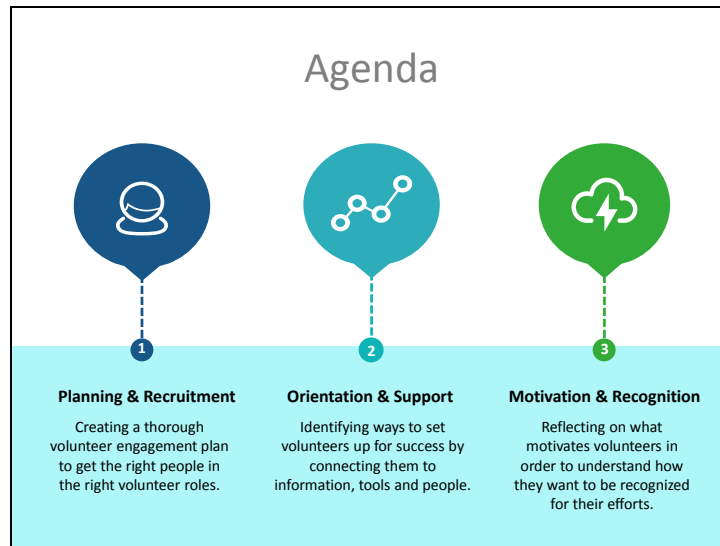 Agenda
1
Planning & Recruitment
Creating a thorough
volunteer engagement plan
to get the right people in
the right volunteer roles.
2
Orientation & Support
Identifying ways to set
volunteers up for success by
connecting them to
information, tools and people.
3
Motivation & Recognition
Reflecting on what
motivates volunteers in
order to understand how
they want to be recognized
for their efforts.